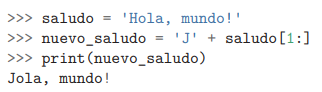 >>> saludo = 'Hola, mundo!'
>>> nuevo_saludo = 'J' + saludo[1:]
>>> print(nuevo_saludo)
Jola, mundo!